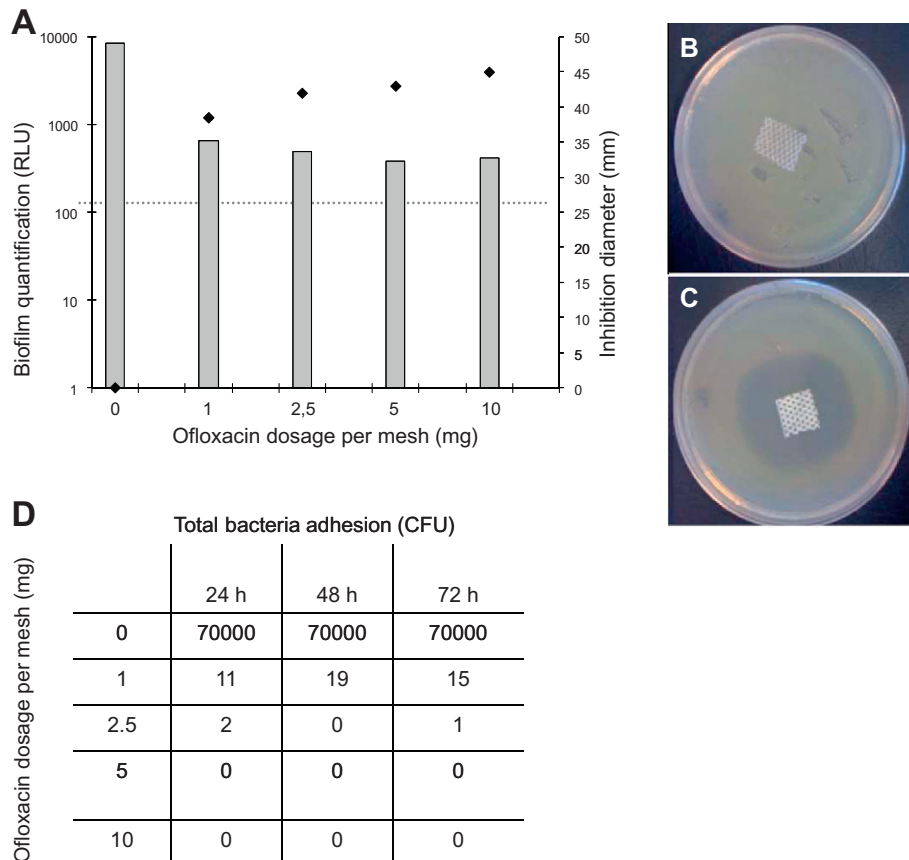 A
Biofilm quantification (RLU)
10000
1000
100
10
1
50
45
40
35
30
25
20
15
10
5
0
Inhibition diameter (mm)
0 1 2,5 5 10
Ofloxacin dosage per mesh (mg)
B
C
D
Total bacteria adhesion (CFU)
Ofloxacin dosage per mesh (mg)
24 h 48 h 72 h
0 70000 70000 70000
1 11 19 15
2.5 2 0 1
5 0 0 0
10 0 0 0